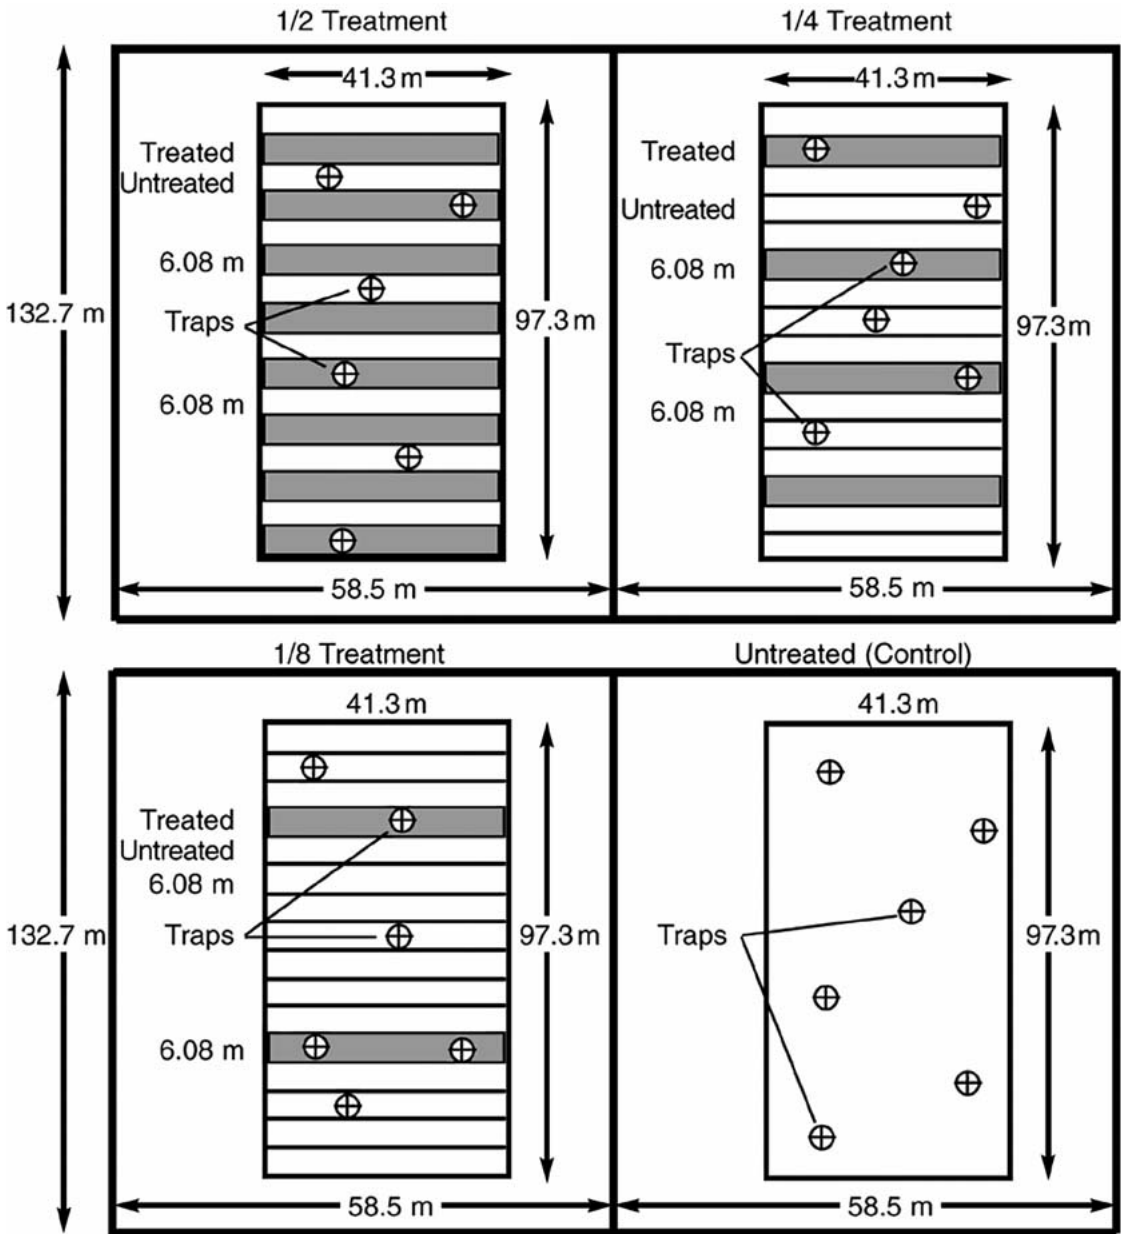 1/2 Treatment
1/4 Treatment
41.3 m
41.3 m
Treated
Untreated
6.08 m
Traps
6.08 m
132.7 m
97.3 m
58.5 m
Treated
Untreated
6.08 m
Traps
6.08 m
97.3 m
58.5 m
1/8 Treatment
Untreated (Control)
41.3 m
41.3 m
Treated
Untreated
6.08 m
Traps
6.08 m
132.7 m
97.3 m
58.5 m
Traps
97.3 m
58.5 m